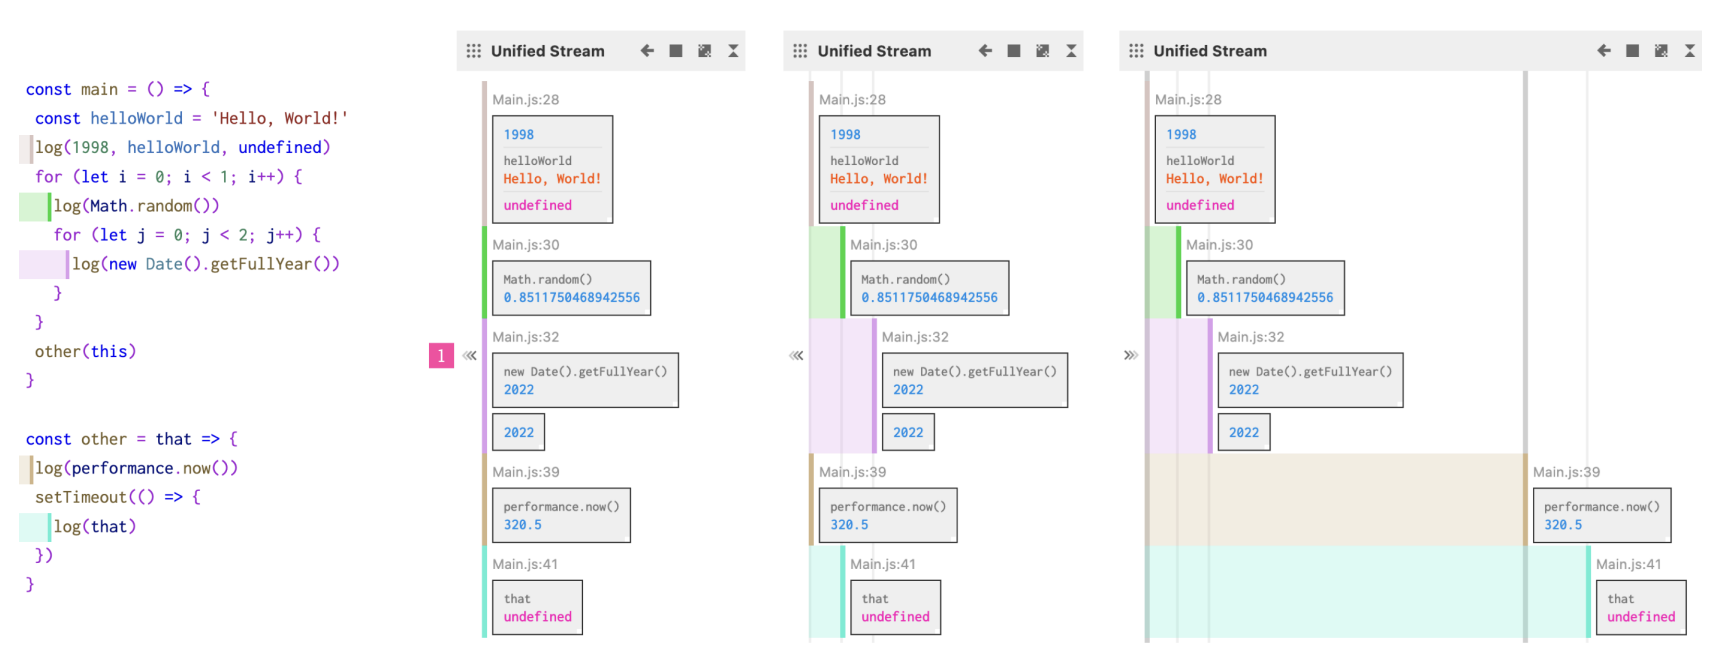 const main = () => {
const helloWorld = 'Hello, World!'
log(1998, helloWorld, undefined)
for (let i = 0; i < 1; i++) {
log(Math.random())
for (let j = 0; j < 2; j++) {
log(new Date().getFullYear())
}
}
other(this)
}
const other = that => {
log(performance.now())
setTimeout(() => {
log(that)
})
}
1
Unified Stream
Main.js:28
1998
helloWorld
Hello, World!
undefined
Main.js:30
Math.random()
0.8511750468942556
Main.js:32
new Date().getFullYear()
2022
2022
Main.js:39
performance.now()
320.5
Main.js:41
that
undefined
Unified Stream
Main.js:28
1998
helloWorld
Hello, World!
undefined
Main.js:30
Math.random()
0.8511750468942556
Main.js:32
new Date().getFullYear()
2022
2022
Main.js:39
performance.now()
320.5
Main.js:41
that
undefined
Unified Stream
Main.js:28
1998
helloWorld
Hello, World!
undefined
Main.js:30
Math.random()
0.8511750468942556
Main.js:32
new Date().getFullYear()
2022
2022
Main.js:39
performance.now()
320.5
Main.js:41
that
undefined